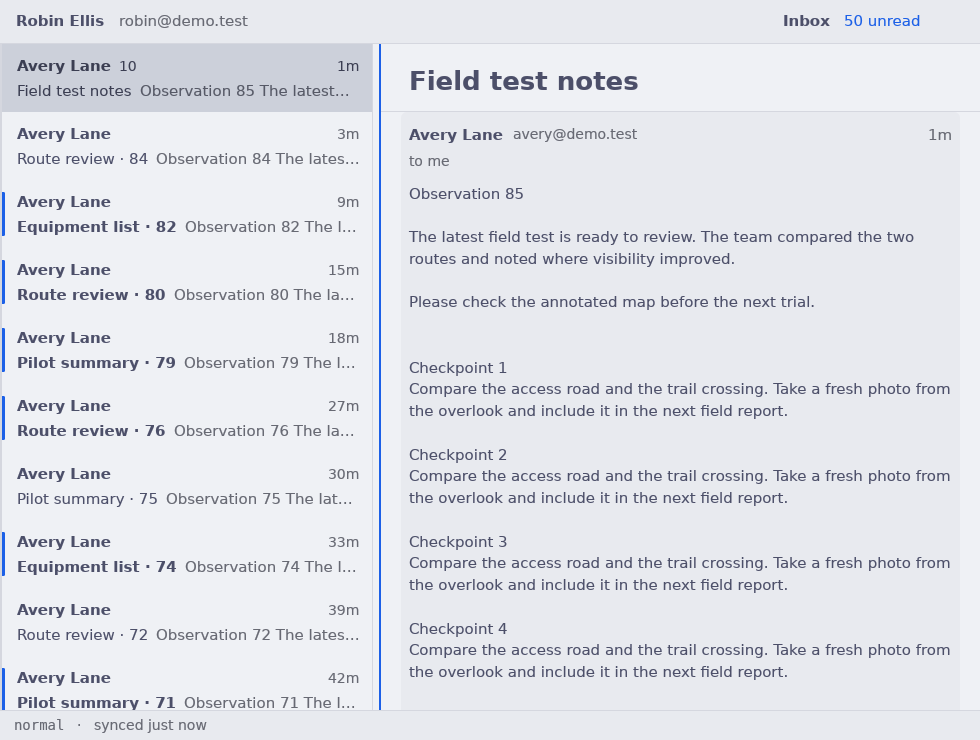 Robin Ellis robin@demo.test
Inbox 50 unread
Avery Lane 10 1m
Field test notes Observation 85 The latest…
Avery Lane 3m
Route review · 84 Observation 84 The lates…
Avery Lane 9m
Equipment list · 82 Observation 82 The l…
Avery Lane 15m
Route review · 80 Observation 80 The la…
Avery Lane 18m
Pilot summary · 79 Observation 79 The l…
Avery Lane 27m
Route review · 76 Observation 76 The la…
Avery Lane 30m
Pilot summary · 75 Observation 75 The lat…
Avery Lane 33m
Equipment list · 74 Observation 74 The l…
Avery Lane 39m
Route review · 72 Observation 72 The lates…
Avery Lane 42m
Pilot summary · 71 Observation 71 The l…
Field test notes
Avery Lane avery@demo.test 1m
to me
Observation 85
The latest field test is ready to review. The team compared the two
routes and noted where visibility improved.
Please check the annotated map before the next trial.
Checkpoint 1
Compare the access road and the trail crossing. Take a fresh photo from
the overlook and include it in the next field report.
Checkpoint 2
Compare the access road and the trail crossing. Take a fresh photo from
the overlook and include it in the next field report.
Checkpoint 3
Compare the access road and the trail crossing. Take a fresh photo from
the overlook and include it in the next field report.
Checkpoint 4
Compare the access road and the trail crossing. Take a fresh photo from
the overlook and include it in the next field report.
normal · synced just now